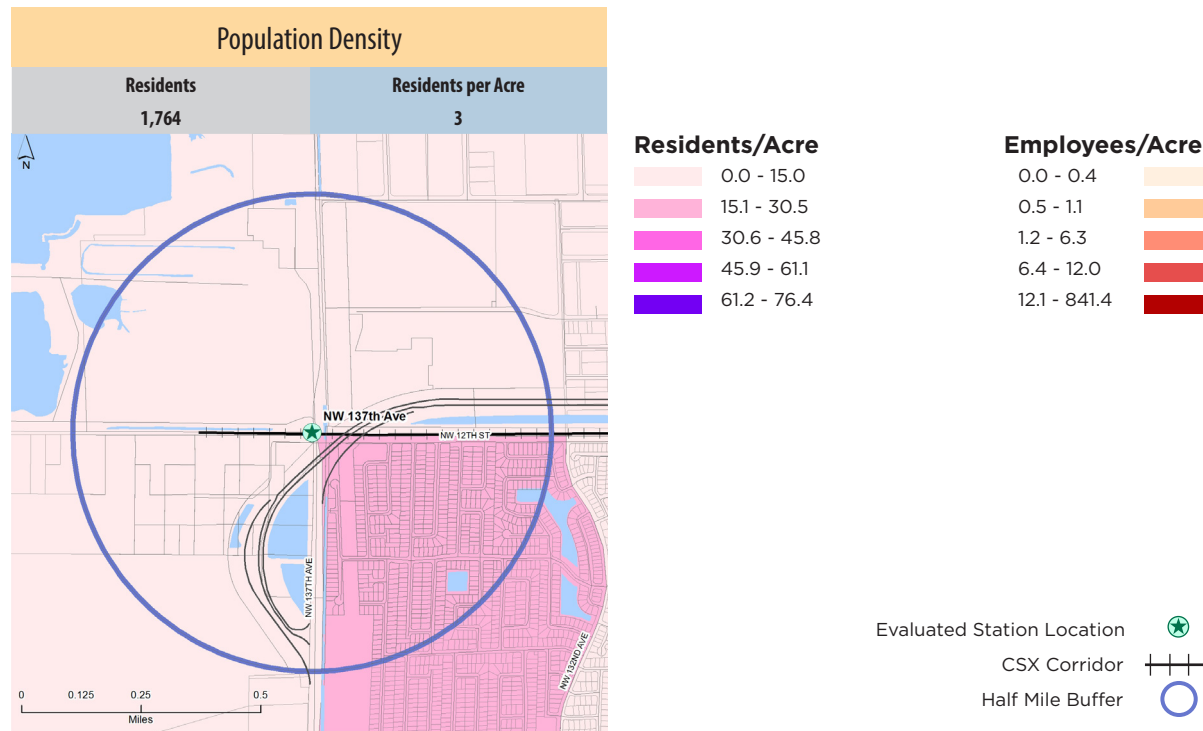 Population Density
Residents
Residents per Acre
1,764
3
N
NW 137th Ave
NW 12TH ST
NW 137TH AVE
NW 132ND AVE
0 0.125 0.25 0.5
Miles
Residents/Acre
0.0 - 15.0
15.1 - 30.5
30.6 - 45.8
45.9 - 61.1
61.2 - 76.4
Employees/Acre
0.0 - 0.4
0.5 - 1.1
1.2 - 6.3
6.4 - 12.0
12.1 - 841.4
Evaluated Station Location
CSX Corridor
Half Mile Buffer